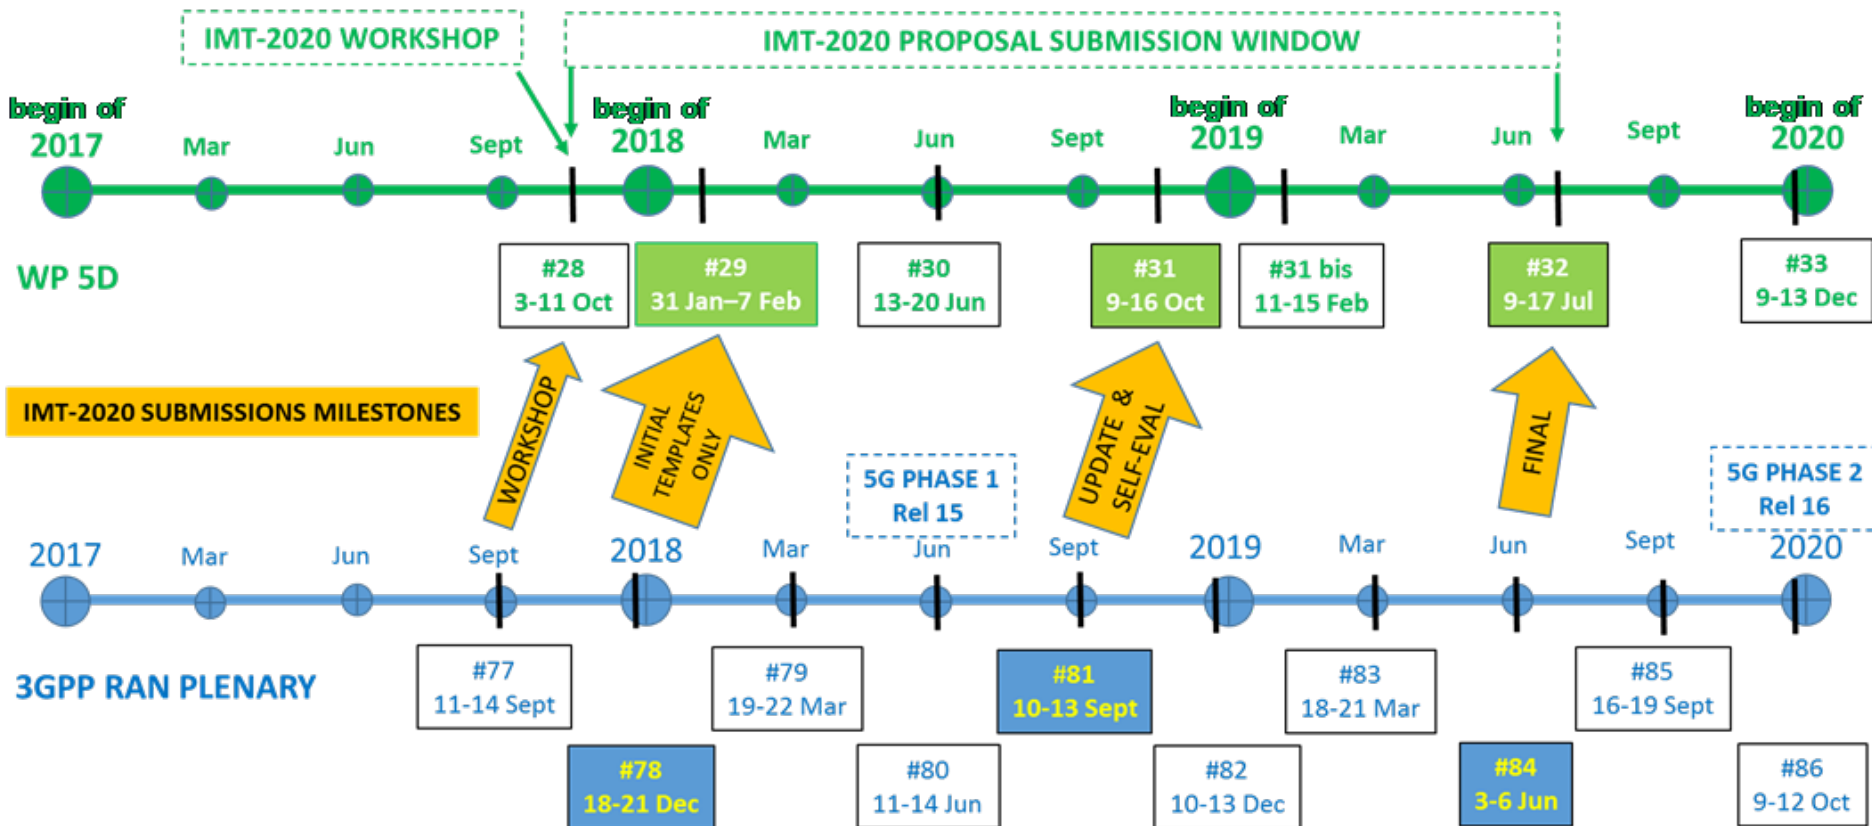 IMT-2020 WORKSHOP
IMT-2020 PROPOSAL SUBMISSION WINDOW
begin of
2017
Mar
Jun
Sept
begin of
2018
Mar
Jun
Sept
begin of
2019
Mar
Jun
Sept
begin of
2020
WP 5D
#28
3-11 Oct
#29
31 Jan–7 Feb
#30
13-20 Jun
#31
9-16 Oct
#31 bis
11-15 Feb
#32
9-17 Jul
#33
9-13 Dec
IMT-2020 SUBMISSIONS MILESTONES
WORKSHOP
INITIAL
TEMPLATES
ONLY
UPDATE &
SELF-EVAL
FINAL
5G PHASE 1
Rel 15
5G PHASE 2
Rel 16
2017
Mar
Jun
Sept
2018
Mar
Jun
Sept
2019
Mar
Jun
Sept
2020
3GPP RAN PLENARY
#77
11-14 Sept
#78
18-21 Dec
#79
19-22 Mar
#80
11-14 Jun
#81
10-13 Sept
#82
10-13 Dec
#83
18-21 Mar
#84
3-6 Jun
#85
16-19 Sept
#86
9-12 Oct